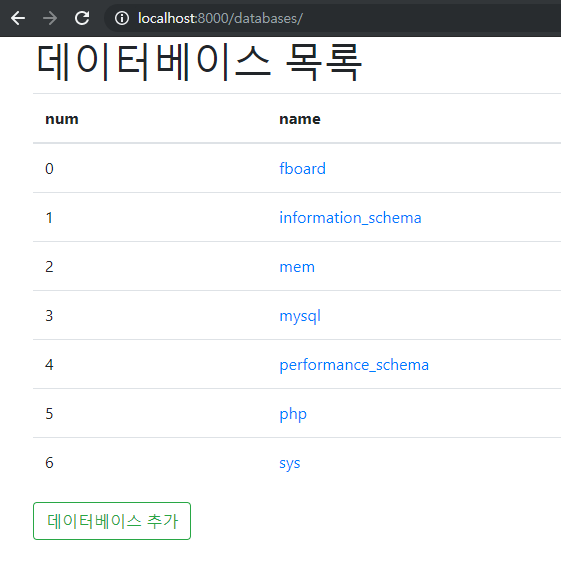 localhost:8000/databases/
데이터베이스 목록
num name
0 fboard
1 information_schema
2 mem
3 mysql
4 performance_schema
5 php
6 sys
데이터베이스 추가